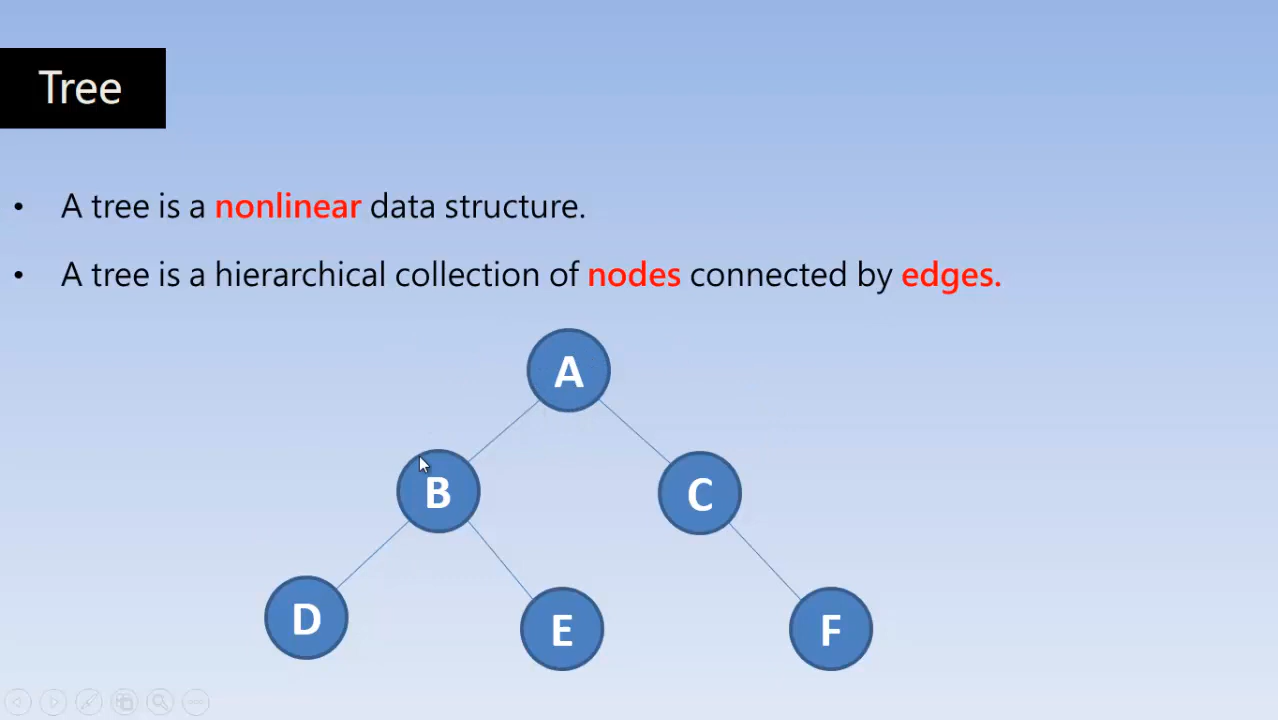 Tree
• A tree is a nonlinear data structure.
• A tree is a hierarchical collection of nodes connected by edges.
A
B
C
D
E
F